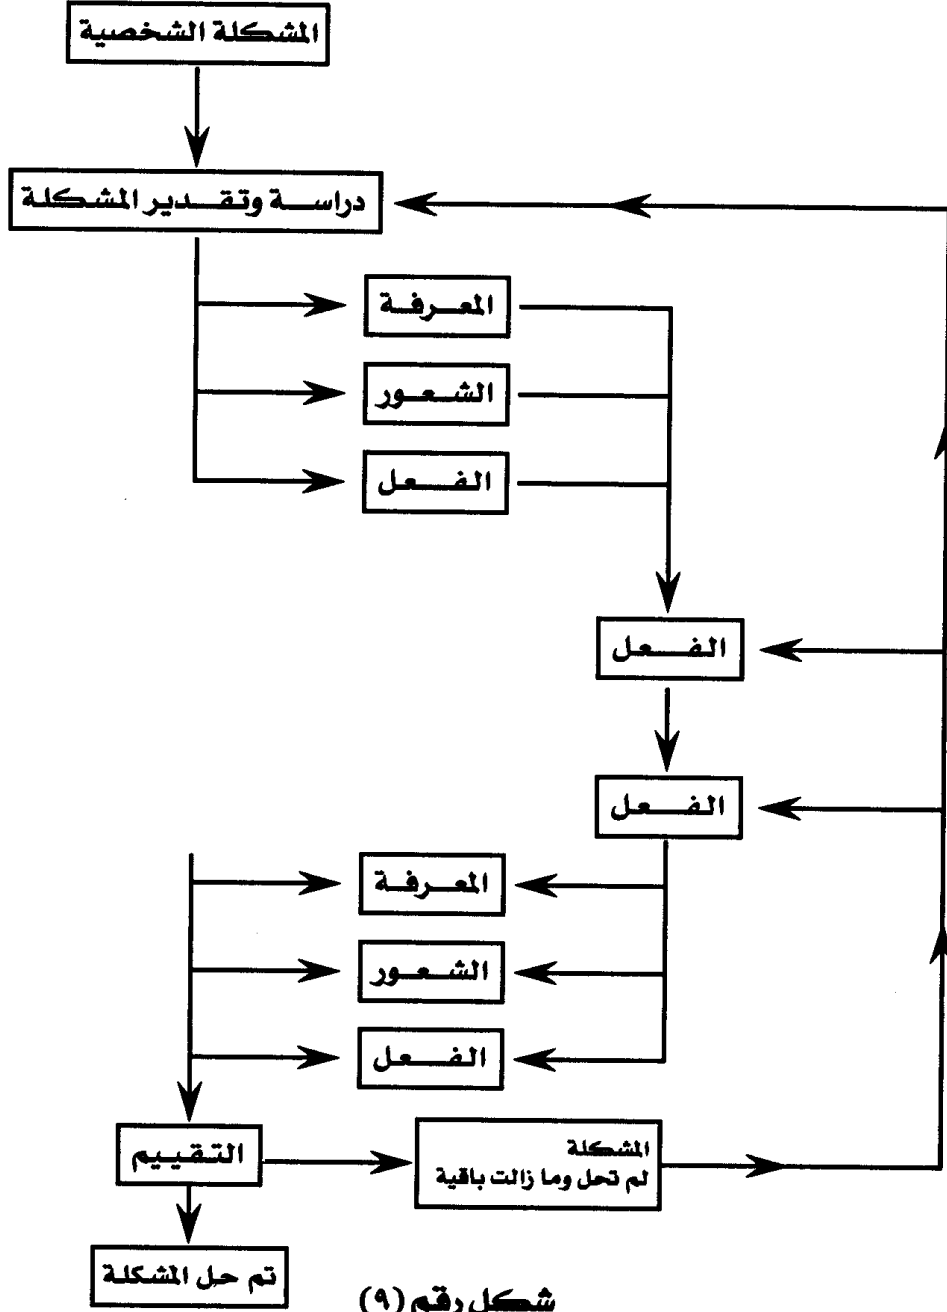 المشكلة الشخصية
دراسة وتقدير المشكلة
المعرفة
الشعور
الفعل
الفعل
الفعل
المعرفة
الشعور
الفعل
التقييم
المشكلة
لم تحل وما زالت باقية
تم حل المشكلة
شكل رقم (٩)